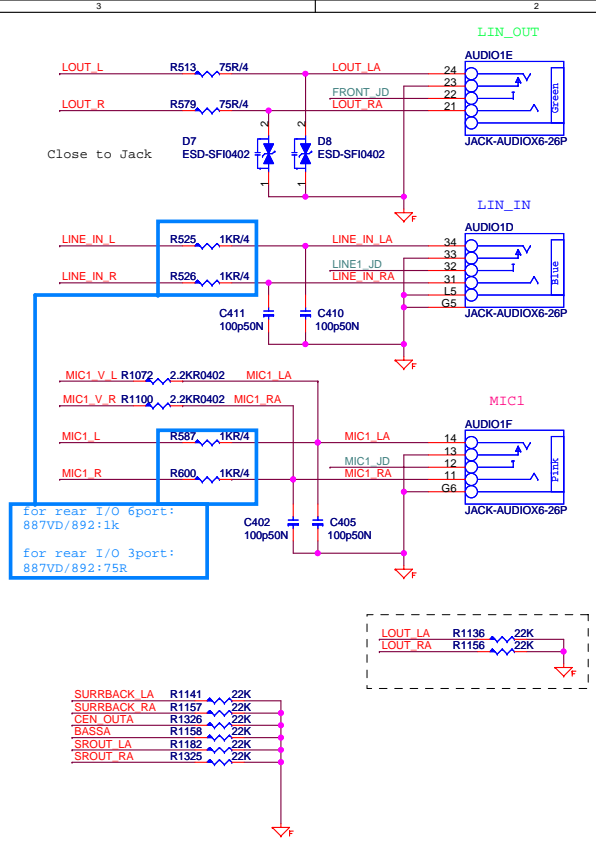 3 2
LIN_OUT
AUDIO1E
LOUT_L R513 75R/4 LOUT_LA 24
23
FRONT_JD 22
LOUT_R R579 75R/4 LOUT_RA 21
Green
2 2
D7 D8
ESD-SFI0402 ESD-SFI0402
JACK-AUDIOX6-26P
Close to Jack
1 1
F
LIN_IN
AUDIO1D
LINE_IN_L R525 1KR/4 LINE_IN_LA 34
33
LINE1_JD 32
LINE_IN_R R526 1KR/4 LINE_IN_RA 31
L5
G5
Blue
JACK-AUDIOX6-26P
C411 C410
100p50N 100p50N
F
MIC1_V_L R1072 2.2KR0402 MIC1_LA
MIC1_V_R R1100 2.2KR0402 MIC1_RA
MIC1
AUDIO1F
MIC1_L R587 1KR/4 MIC1_LA 14
13
MIC1_JD 12
MIC1_R R600 1KR/4 MIC1_RA 11
G6
Pink
JACK-AUDIOX6-26P
for rear I/O 6port:
887VD/892:1k
for rear I/O 3port:
887VD/892:75R
C402 C405
100p50N 100p50N
F
LOUT_LA R1136 22K
LOUT_RA R1156 22K
F
SURRBACK_LA R1141 22K
SURRBACK_RA R1157 22K
CEN_OUTA R1326 22K
BASSA R1158 22K
SROUT_LA R1182 22K
SROUT_RA R1325 22K
F